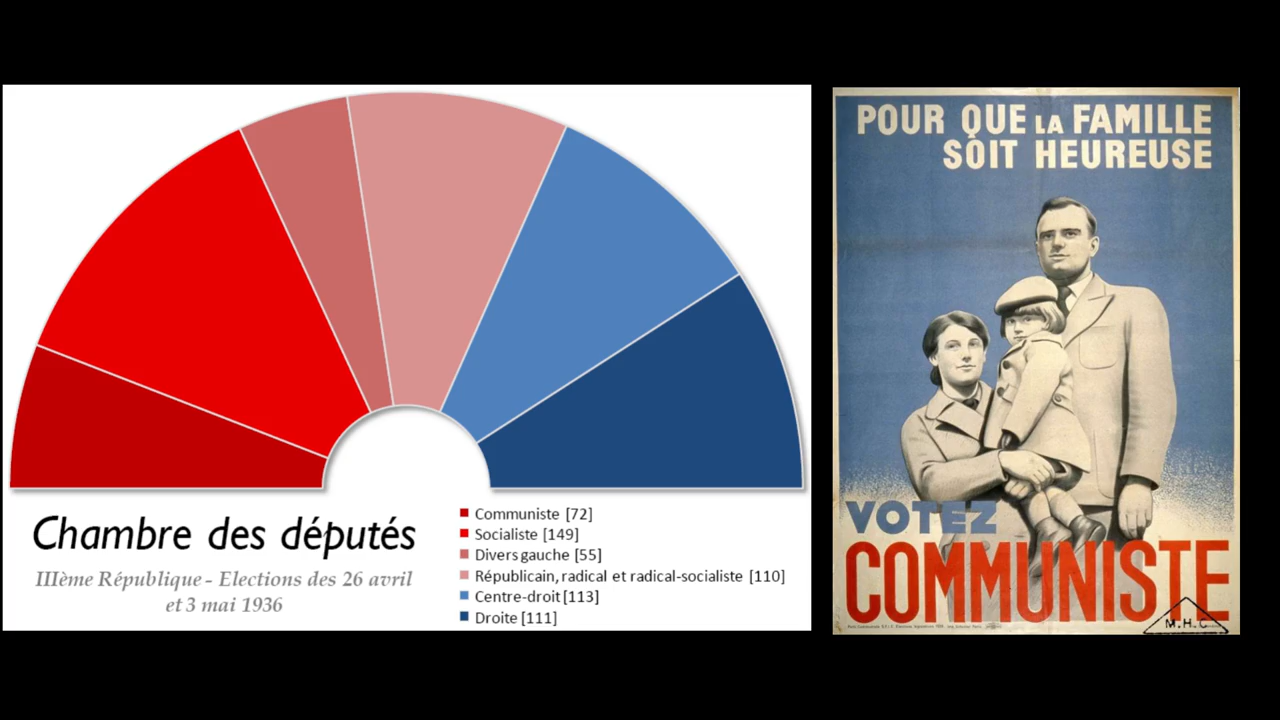 Chambre des députés
IIIème République - Elections des 26 avril
et 3 mai 1936
Communiste [72]
Socialiste [149]
Divers gauche [55]
Républicain, radical et radical-socialiste [110]
Centre-droit [113]
Droite [111]
POUR QUE LA FAMILLE
SOIT HEUREUSE
VOTEZ
COMMUNISTE
M.H.C